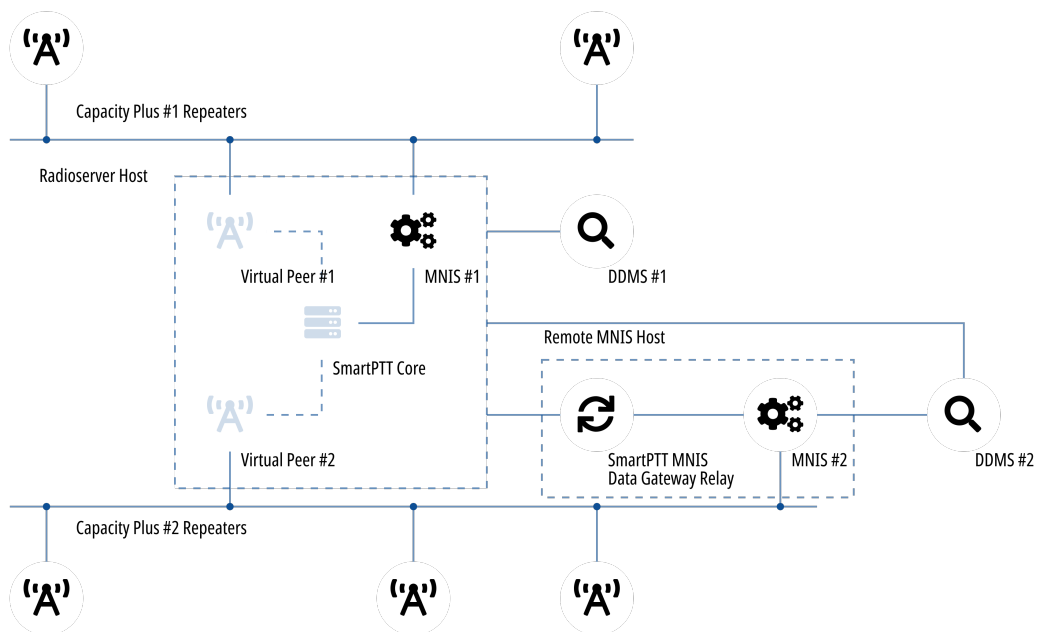 Capacity Plus #1 Repeaters
Radioserver Host
Virtual Peer #1
MNIS #1
DDMS #1
Remote MNIS Host
SmartPTT Core
Virtual Peer #2
SmartPTT MNIS
Data Gateway Relay
MNIS #2
DDMS #2
Capacity Plus #2 Repeaters